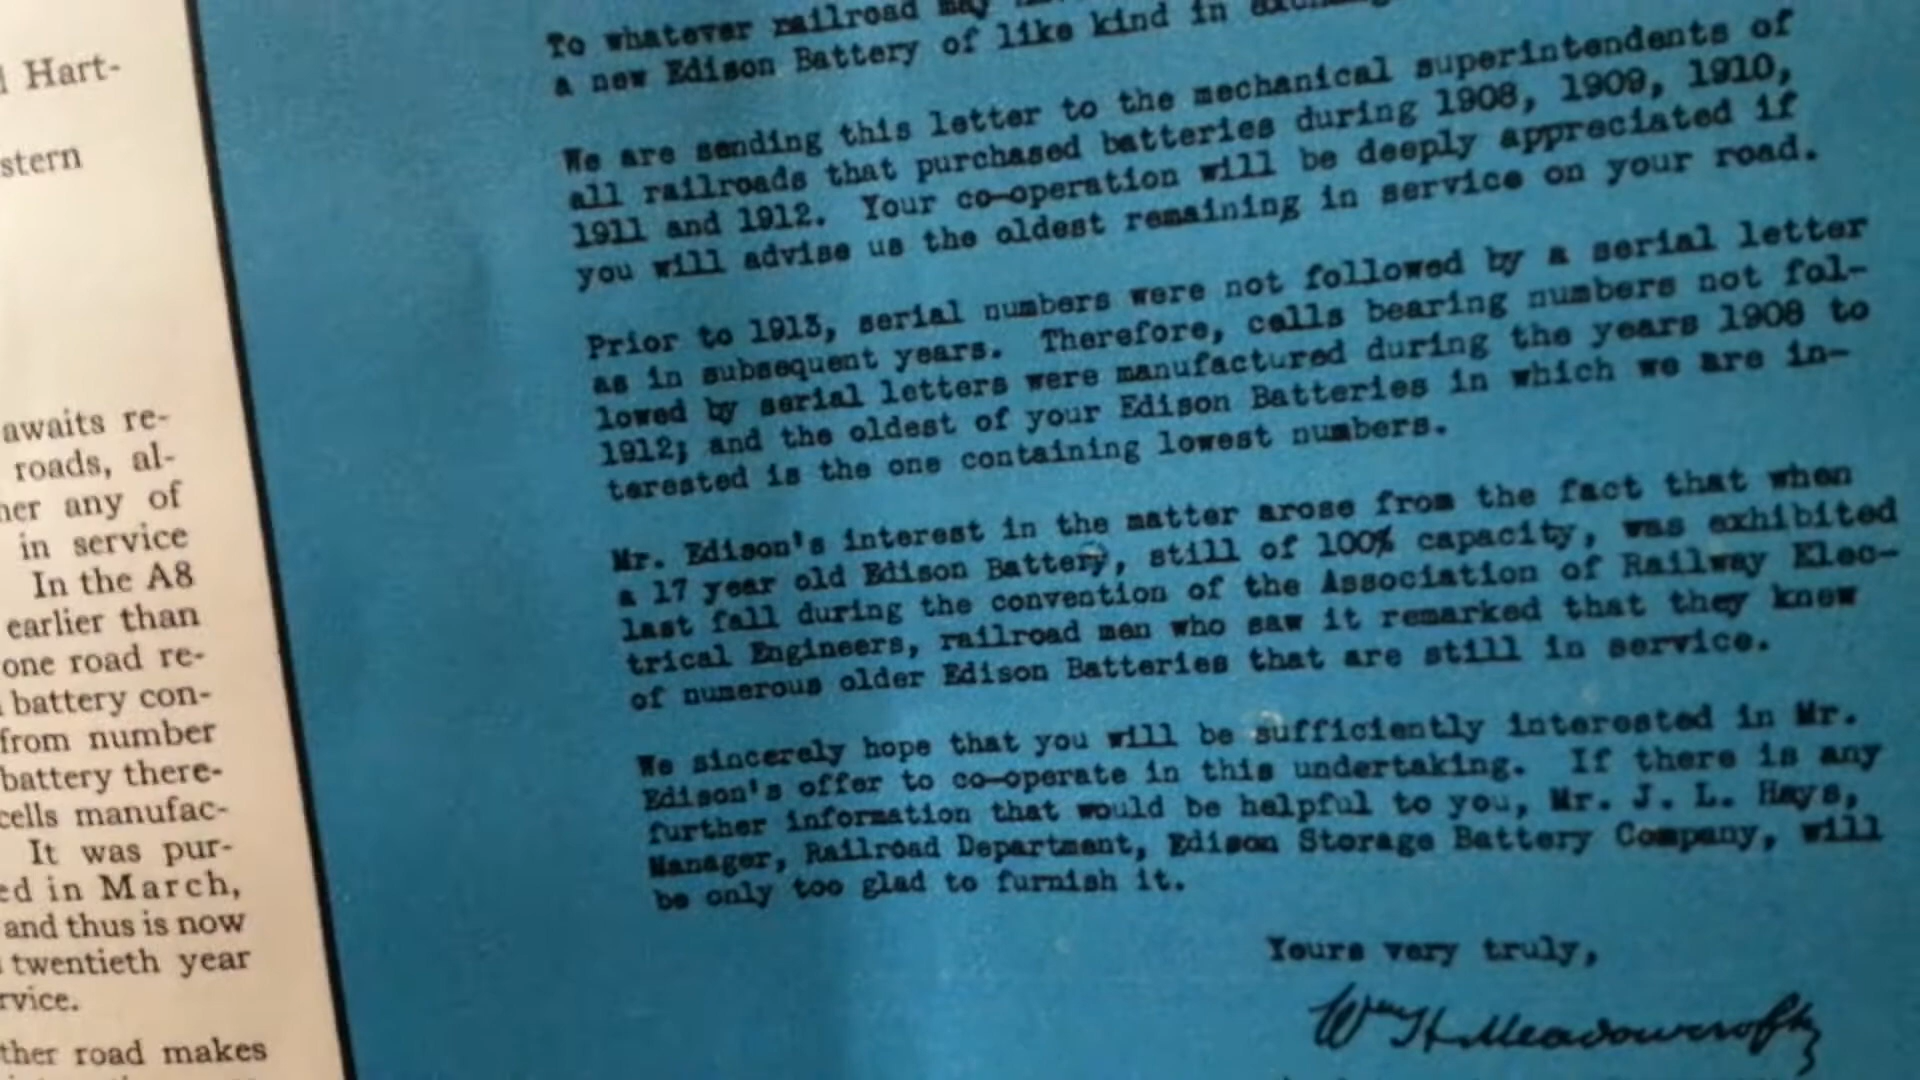 Hart-
stern
awaits re-
roads, al-
her any of
in service
In the A8
earlier than
one road re-
battery con-
from number
battery there-
cells manufac-
It was pur-
ed in March,
and thus is now
twentieth year
rvice.
ther road makes
To whatever railroad may
a new Edison Battery of like kind in
We are sending this letter to the mechanical superintendents of
all railroads that purchased batteries during 1908, 1909, 1910,
1911 and 1912. Your co-operation will be deeply appreciated if
you will advise us the oldest remaining in service on your road.
Prior to 1913, serial numbers were not followed by a serial letter
as in subsequent years. Therefore, cells bearing numbers not fol-
lowed by serial letters were manufactured during the years 1908 to
1912; and the oldest of your Edison Batteries in which we are in-
terested is the one containing lowest numbers.
Mr. Edison's interest in the matter arose from the fact that when
a 17 year old Edison Battery, still of 100% capacity, was exhibited
last fall during the convention of the Association of Railway Elec-
trical Engineers, railroad men who saw it remarked that they knew
of numerous older Edison Batteries that are still in service.
We sincerely hope that you will be sufficiently interested in Mr.
Edison's offer to co-operate in this undertaking. If there is any
further information that would be helpful to you, Mr. J. L. Hays,
Manager, Railroad Department, Edison Storage Battery Company, will
be only too glad to furnish it.
Yours very truly,
Wm H. Meadowcroft